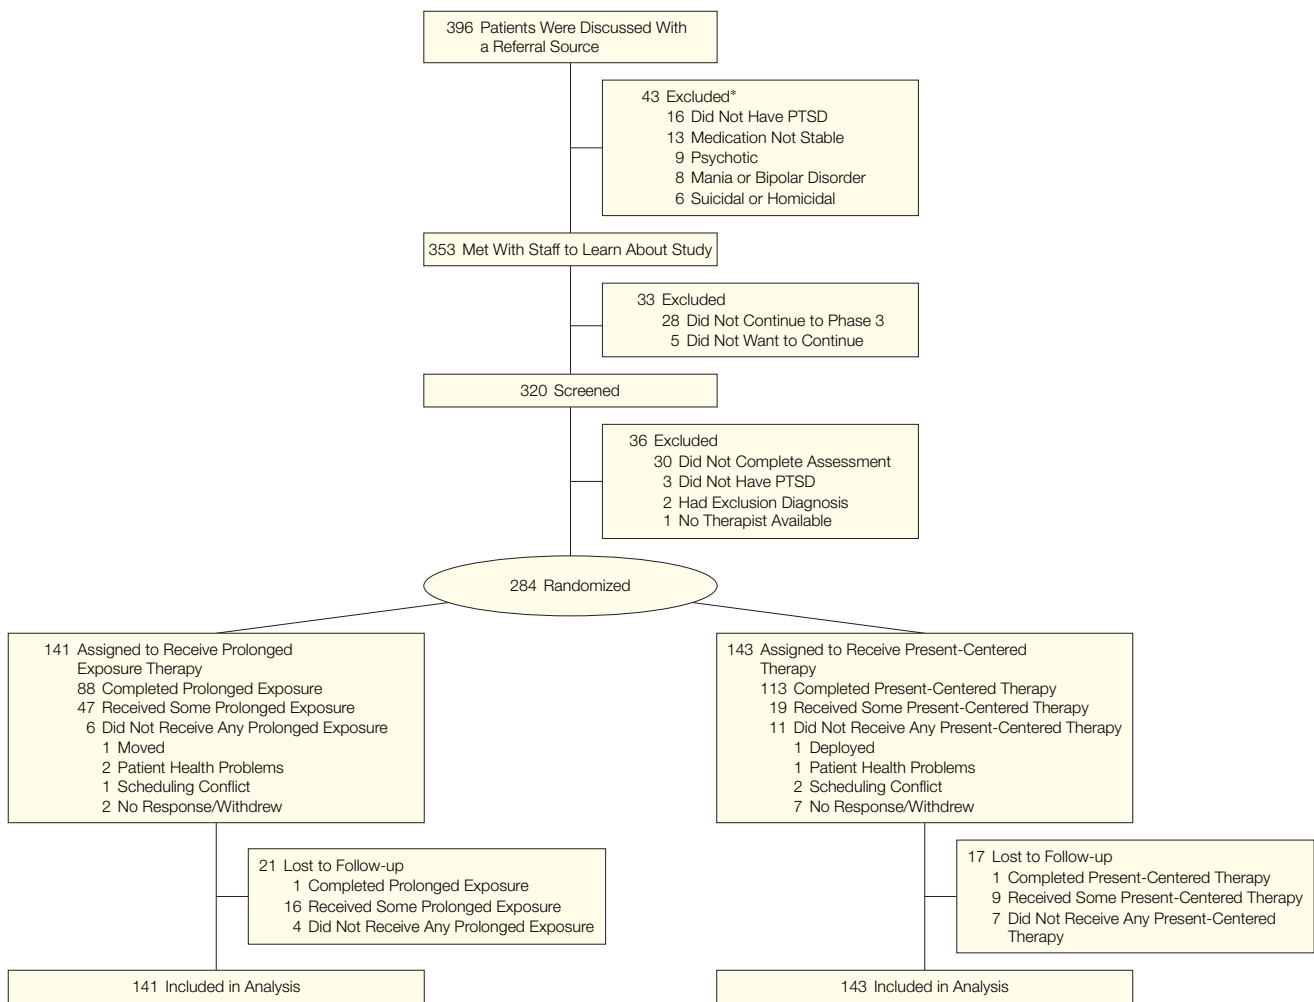 396 Patients Were Discussed With
a Referral Source
43 Excluded*
16 Did Not Have PTSD
13 Medication Not Stable
9 Psychotic
8 Mania or Bipolar Disorder
6 Suicidal or Homicidal
353 Met With Staff to Learn About Study
33 Excluded
28 Did Not Continue to Phase 3
5 Did Not Want to Continue
320 Screened
36 Excluded
30 Did Not Complete Assessment
3 Did Not Have PTSD
2 Had Exclusion Diagnosis
1 No Therapist Available
284 Randomized
141 Assigned to Receive Prolonged
Exposure Therapy
88 Completed Prolonged Exposure
47 Received Some Prolonged Exposure
6 Did Not Receive Any Prolonged Exposure
1 Moved
2 Patient Health Problems
1 Scheduling Conflict
2 No Response/Withdrew
143 Assigned to Receive Present-Centered
Therapy
113 Completed Present-Centered Therapy
19 Received Some Present-Centered Therapy
11 Did Not Receive Any Present-Centered Therapy
1 Deployed
1 Patient Health Problems
2 Scheduling Conflict
7 No Response/Withdrew
21 Lost to Follow-up
1 Completed Prolonged Exposure
16 Received Some Prolonged Exposure
4 Did Not Receive Any Prolonged Exposure
17 Lost to Follow-up
1 Completed Present-Centered Therapy
9 Received Some Present-Centered Therapy
7 Did Not Receive Any Present-Centered
Therapy
141 Included in Analysis
143 Included in Analysis